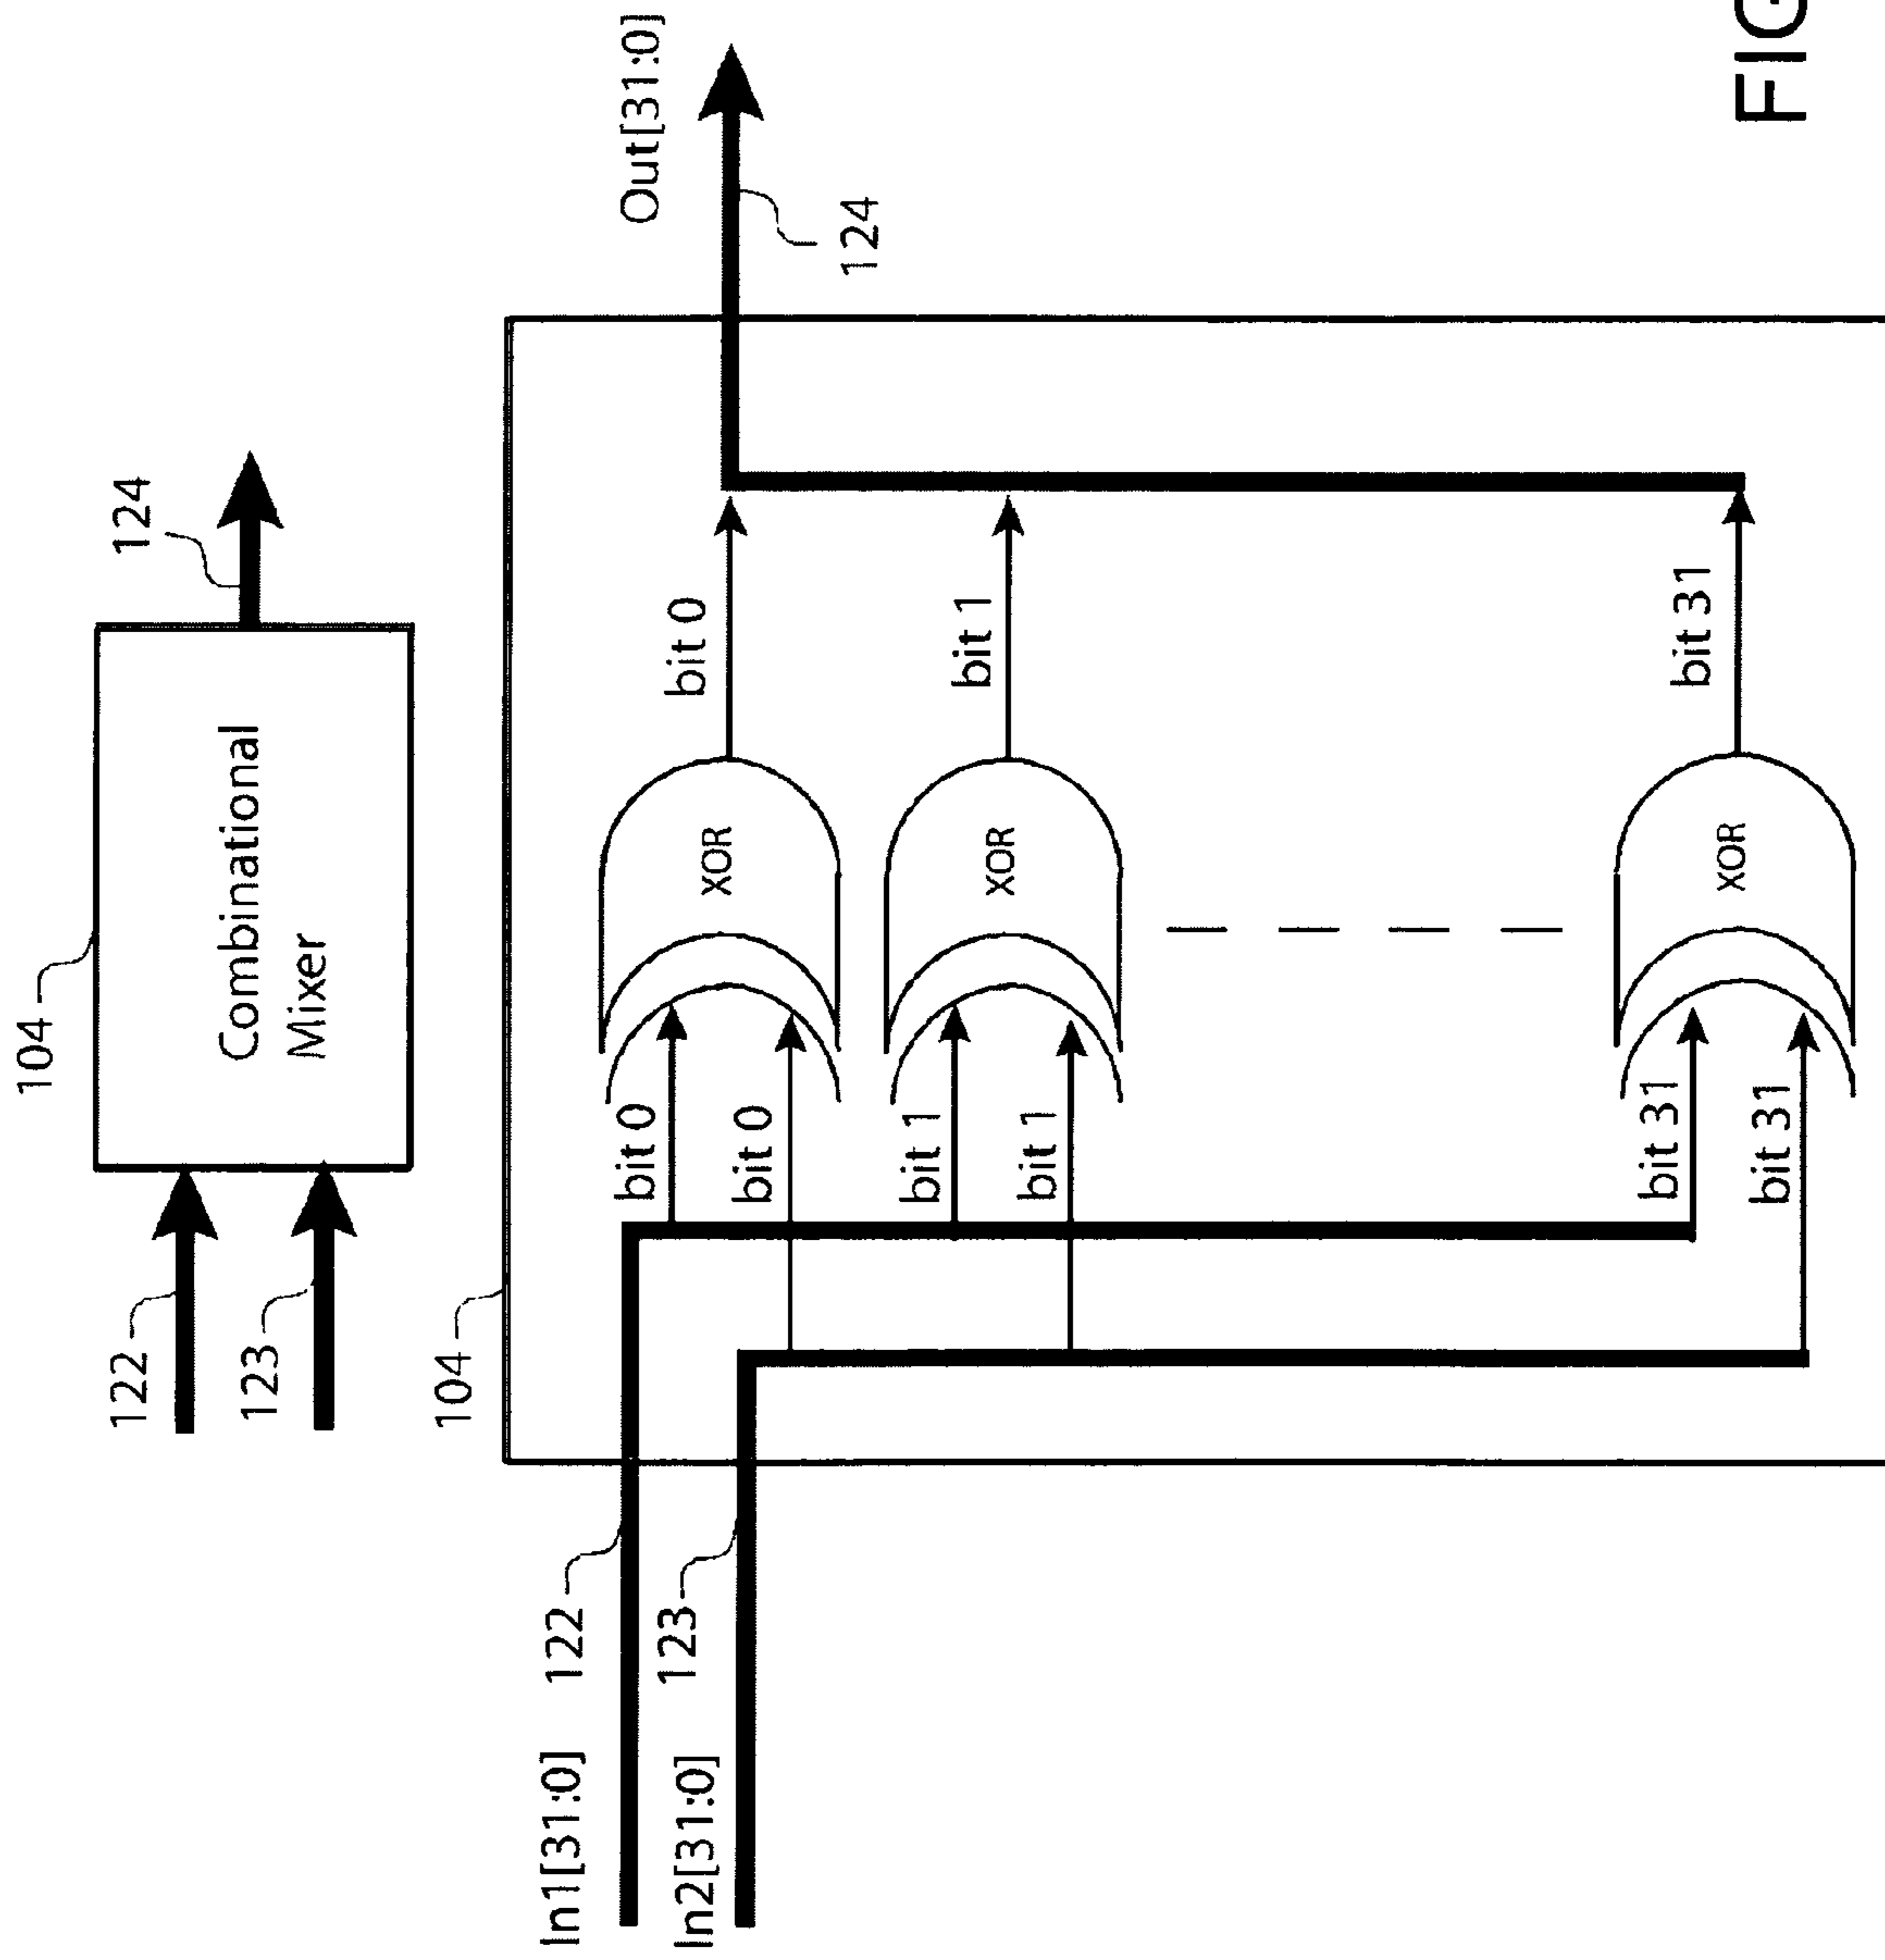 104
122
123
Combinational
Mixer
124
104
In1[31:0] 122
In2[31:0] 123
bit 0
bit 0
XOR
bit 0
bit 1
bit 1
XOR
bit 1
bit 31
bit 31
XOR
bit 31
Out[31:0]
124
FIG